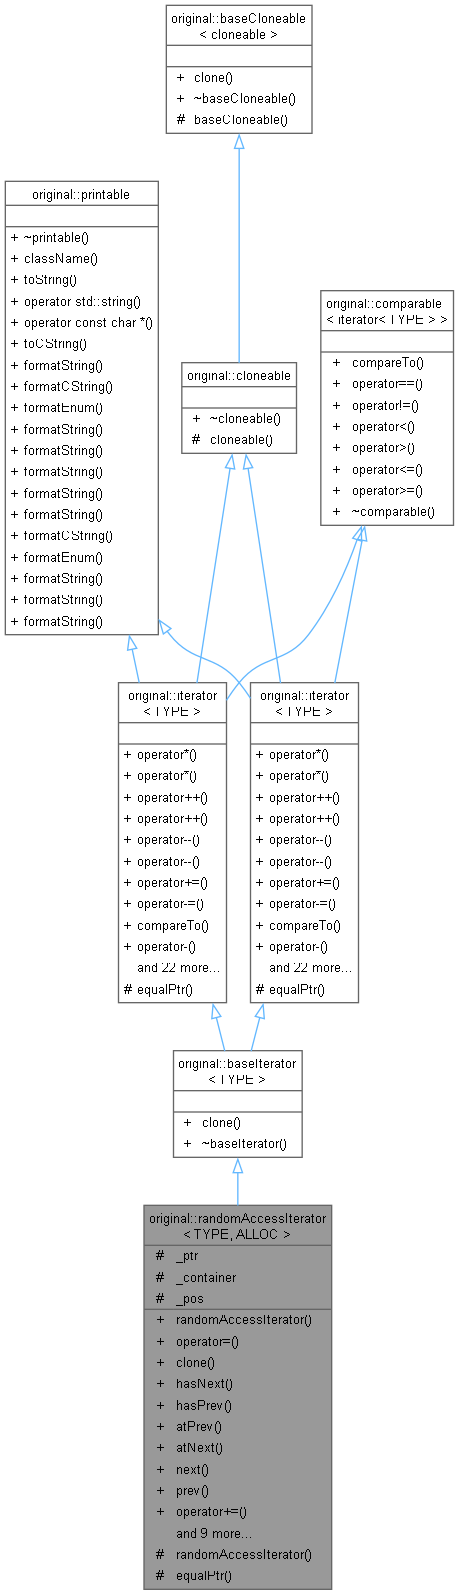 original::baseCloneable
< cloneable >
+ clone()
+ ~baseCloneable()
# baseCloneable()
original::printable
+ ~printable()
+ className()
+ toString()
+ operator std::string()
+ operator const char *()
+ toCString()
+ formatString()
+ formatCString()
+ formatEnum()
+ formatString()
+ formatString()
+ formatString()
+ formatString()
+ formatString()
+ formatCString()
+ formatEnum()
+ formatString()
+ formatString()
+ formatString()
original::comparable
< iterator< TYPE > >
+ compareTo()
+ operator==()
+ operator!=()
+ operator<()
+ operator>()
+ operator<=()
+ operator>=()
+ ~comparable()
original::cloneable
+ ~cloneable()
# cloneable()
original::iterator
< TYPE >
+ operator*()
+ operator*()
+ operator++()
+ operator++()
+ operator--()
+ operator--()
+ operator+=()
+ operator-=()
+ compareTo()
+ operator-()
and 22 more...
# equalPtr()
original::iterator
< TYPE >
+ operator*()
+ operator*()
+ operator++()
+ operator++()
+ operator--()
+ operator--()
+ operator+=()
+ operator-=()
+ compareTo()
+ operator-()
and 22 more...
# equalPtr()
original::baseIterator
< TYPE >
+ clone()
+ ~baseIterator()
original::randomAccessIterator
< TYPE, ALLOC >
# _ptr
# _container
# _pos
+ randomAccessIterator()
+ operator=()
+ clone()
+ hasNext()
+ hasPrev()
+ atPrev()
+ atNext()
+ next()
+ prev()
+ operator+=()
and 9 more...
# randomAccessIterator()
# equalPtr()